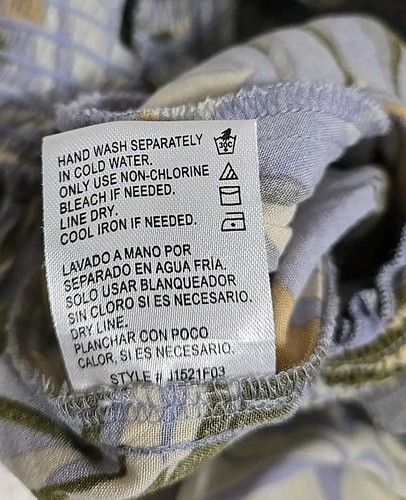 HAND WASH SEPARATELY
IN COLD WATER.
ONLY USE NON-CHLORINE
BLEACH IF NEEDED.
LINE DRY.
COOL IRON IF NEEDED.
30C
LAVADO A MANO POR
SEPARADO EN AGUA FRÍA.
SOLO USAR BLANQUEADOR
SIN CLORO SI ES NECESARIO.
DRY LINE.
PLANCHAR CON POCO
CALOR, SI ES NECESARIO.
STYLE # J1521F03